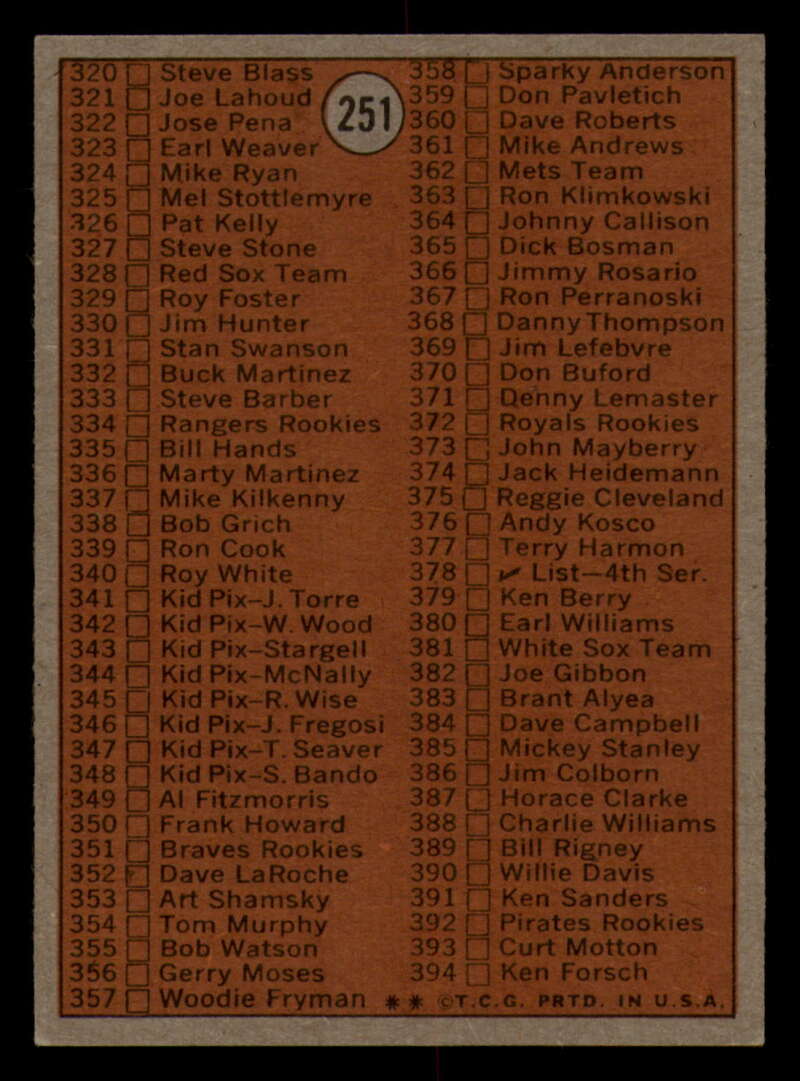 251
320 Steve Blass
321 Joe Lahoud
322 Jose Pena
323 Earl Weaver
324 Mike Ryan
325 Mel Stottlemyre
326 Pat Kelly
327 Steve Stone
328 Red Sox Team
329 Roy Foster
330 Jim Hunter
331 Stan Swanson
332 Buck Martinez
333 Steve Barber
334 Rangers Rookies
335 Bill Hands
336 Marty Martinez
337 Mike Kilkenny
338 Bob Grich
339 Ron Cook
340 Roy White
341 Kid Pix-J. Torre
342 Kid Pix-W. Wood
343 Kid Pix-Stargell
344 Kid Pix-McNally
345 Kid Pix-R. Wise
346 Kid Pix-J. Fregosi
347 Kid Pix-T. Seaver
348 Kid Pix-S. Bando
349 Al Fitzmorris
350 Frank Howard
351 Braves Rookies
352 Dave LaRoche
353 Art Shamsky
354 Tom Murphy
355 Bob Watson
356 Gerry Moses
357 Woodie Fryman
358 Sparky Anderson
359 Don Pavletich
360 Dave Roberts
361 Mike Andrews
362 Mets Team
363 Ron Klimkowski
364 Johnny Callison
365 Dick Bosman
366 Jimmy Rosario
367 Ron Perranoski
368 Danny Thompson
369 Jim Lefebvre
370 Don Buford
371 Denny Lemaster
372 Royals Rookies
373 John Mayberry
374 Jack Heidemann
375 Reggie Cleveland
376 Andy Kosco
377 Terry Harmon
378 ✓ List-4th Ser.
379 Ken Berry
380 Earl Williams
381 White Sox Team
382 Joe Gibbon
383 Brant Alyea
384 Dave Campbell
385 Mickey Stanley
386 Jim Colborn
387 Horace Clarke
388 Charlie Williams
389 Bill Rigney
390 Willie Davis
391 Ken Sanders
392 Pirates Rookies
393 Curt Motton
394 Ken Forsch
** ©T.C.G. PRTD. IN U.S.A.